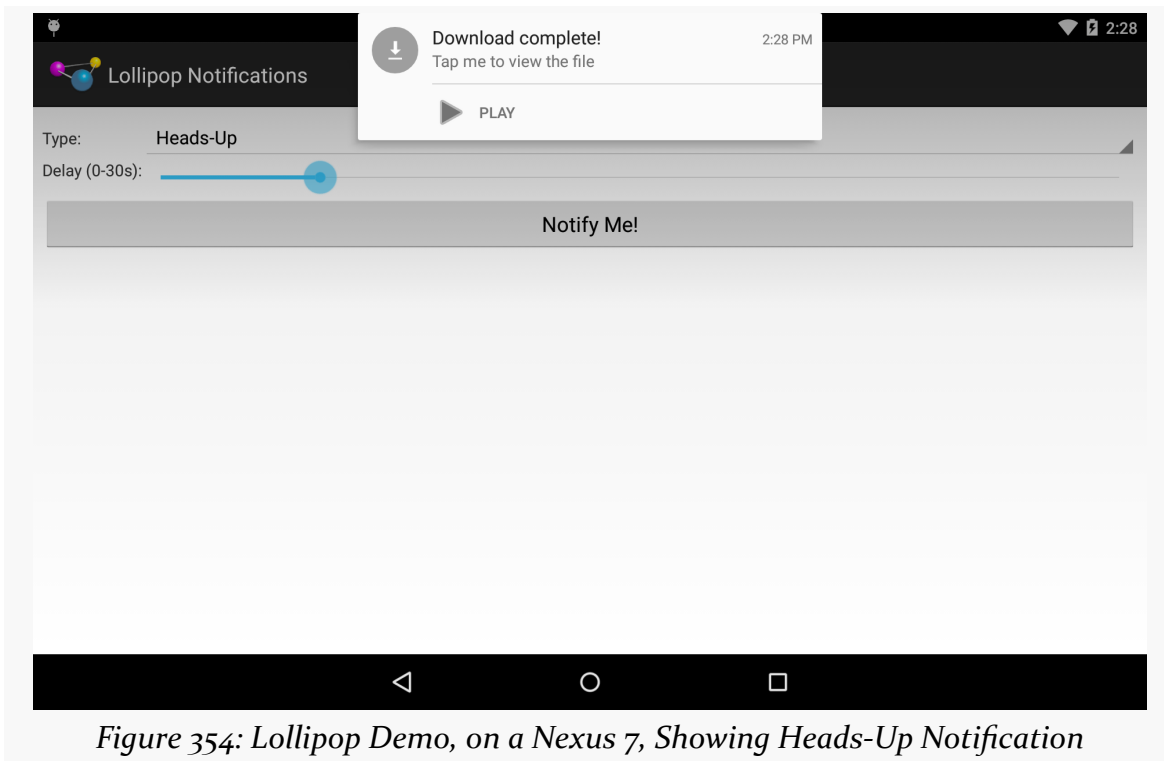 2:28
Lollipop Notifications
Download complete!
2:28 PM
Tap me to view the file
PLAY
Type:
Heads-Up
Delay (0-30s):
Notify Me!
Figure 354: Lollipop Demo, on a Nexus 7, Showing Heads-Up Notification